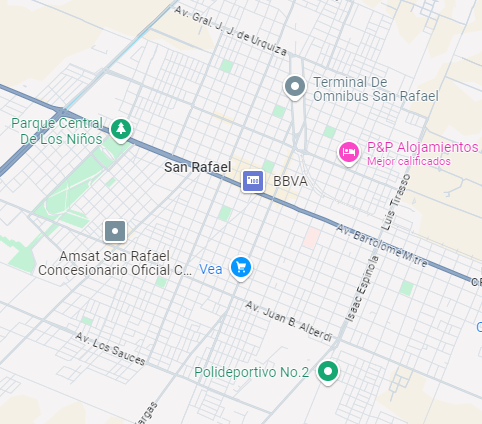 Av. Gral. J. J. de Urquiza
Terminal De
Omnibus San Rafael
Parque Central
De Los Niños
P&P Alojamientos
Mejor calificados
San Rafael
BBVA
Luis Tirasso
Av. Bartolomé Mitre
Amsat San Rafael
Concesionario Oficial C...
Vea
Isaac Espinola
Av. Juan B. Alberdi
Av. Los Sauces
Polideportivo No.2